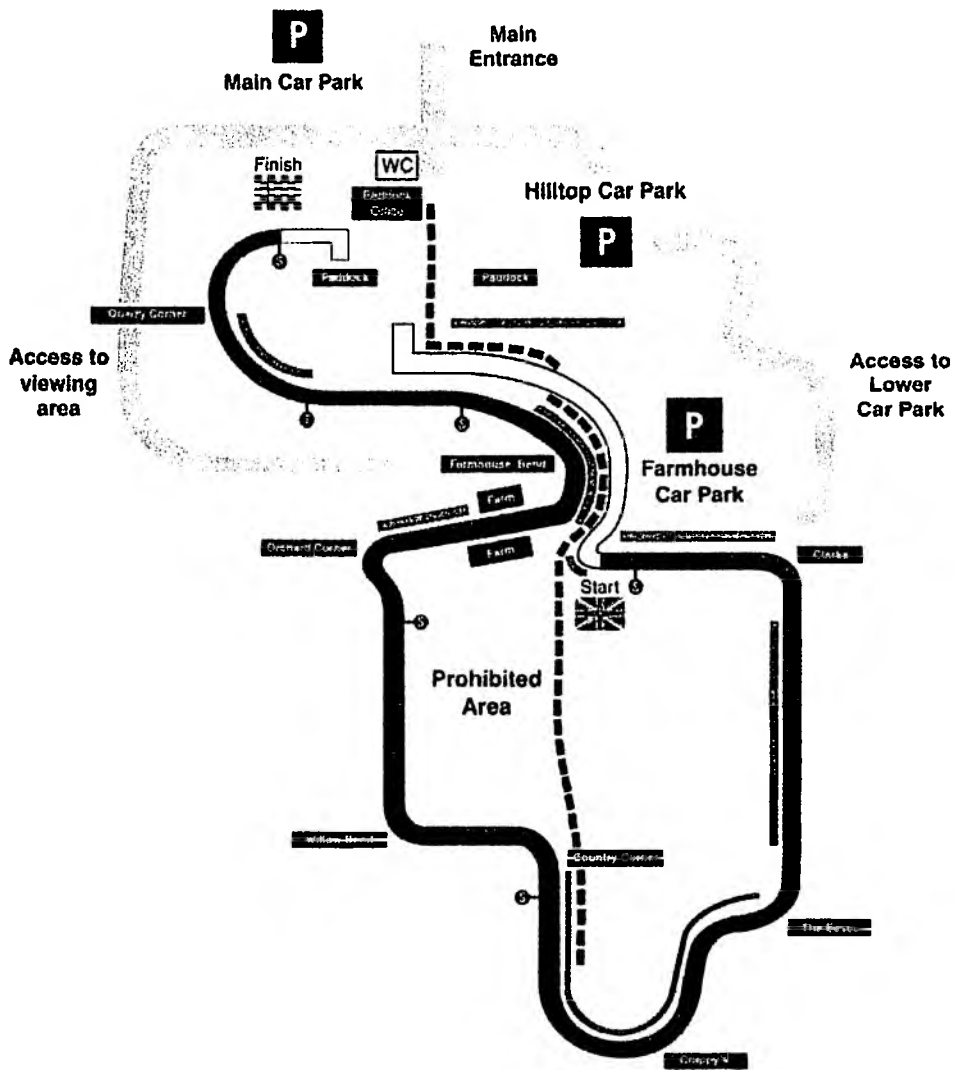 P
Main
Entrance
Main Car Park
Finish
WC
Paddock
Hilltop Car Park
P
Paddock
Paddock
Quarry Corner
Access to
viewing
area
Access to
Lower
Car Park
P
Farmhouse
Car Park
Farmhouse Bend
Farm
Orchard Corner
Farm
Start
Clarke
S
S
S
S
S
S
Prohibited
Area
Willow Bend
Country Corner
The Esses